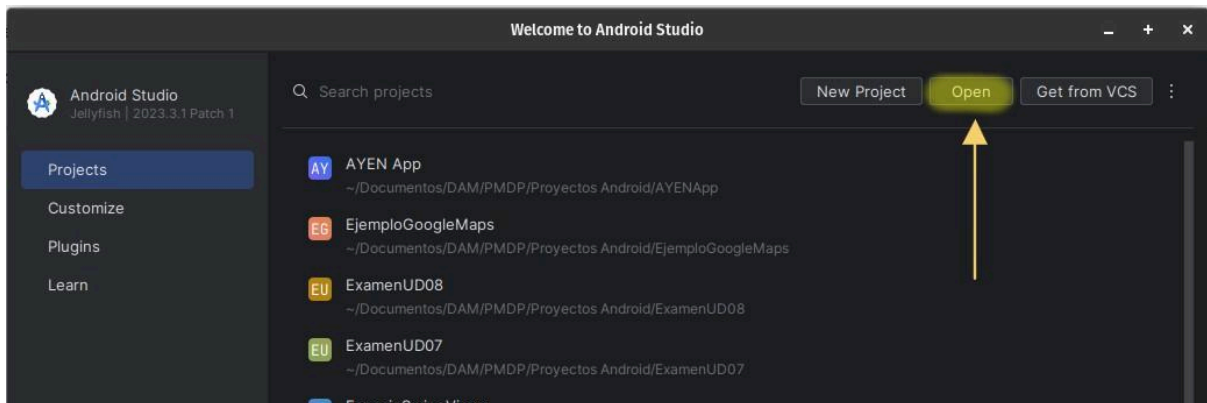 Welcome to Android Studio
Android Studio
Jellyfish | 2023.3.1 Patch 1
Search projects
New Project
Open
Get from VCS
Projects
Customize
Plugins
Learn
AY
AYEN App
~/Documentos/DAM/PMDP/Proyectos Android/AYENApp
EG
EjemploGoogleMaps
~/Documentos/DAM/PMDP/Proyectos Android/EjemploGoogleMaps
EU
ExamenUD08
~/Documentos/DAM/PMDP/Proyectos Android/ExamenUD08
EU
ExamenUD07
~/Documentos/DAM/PMDP/Proyectos Android/ExamenUD07